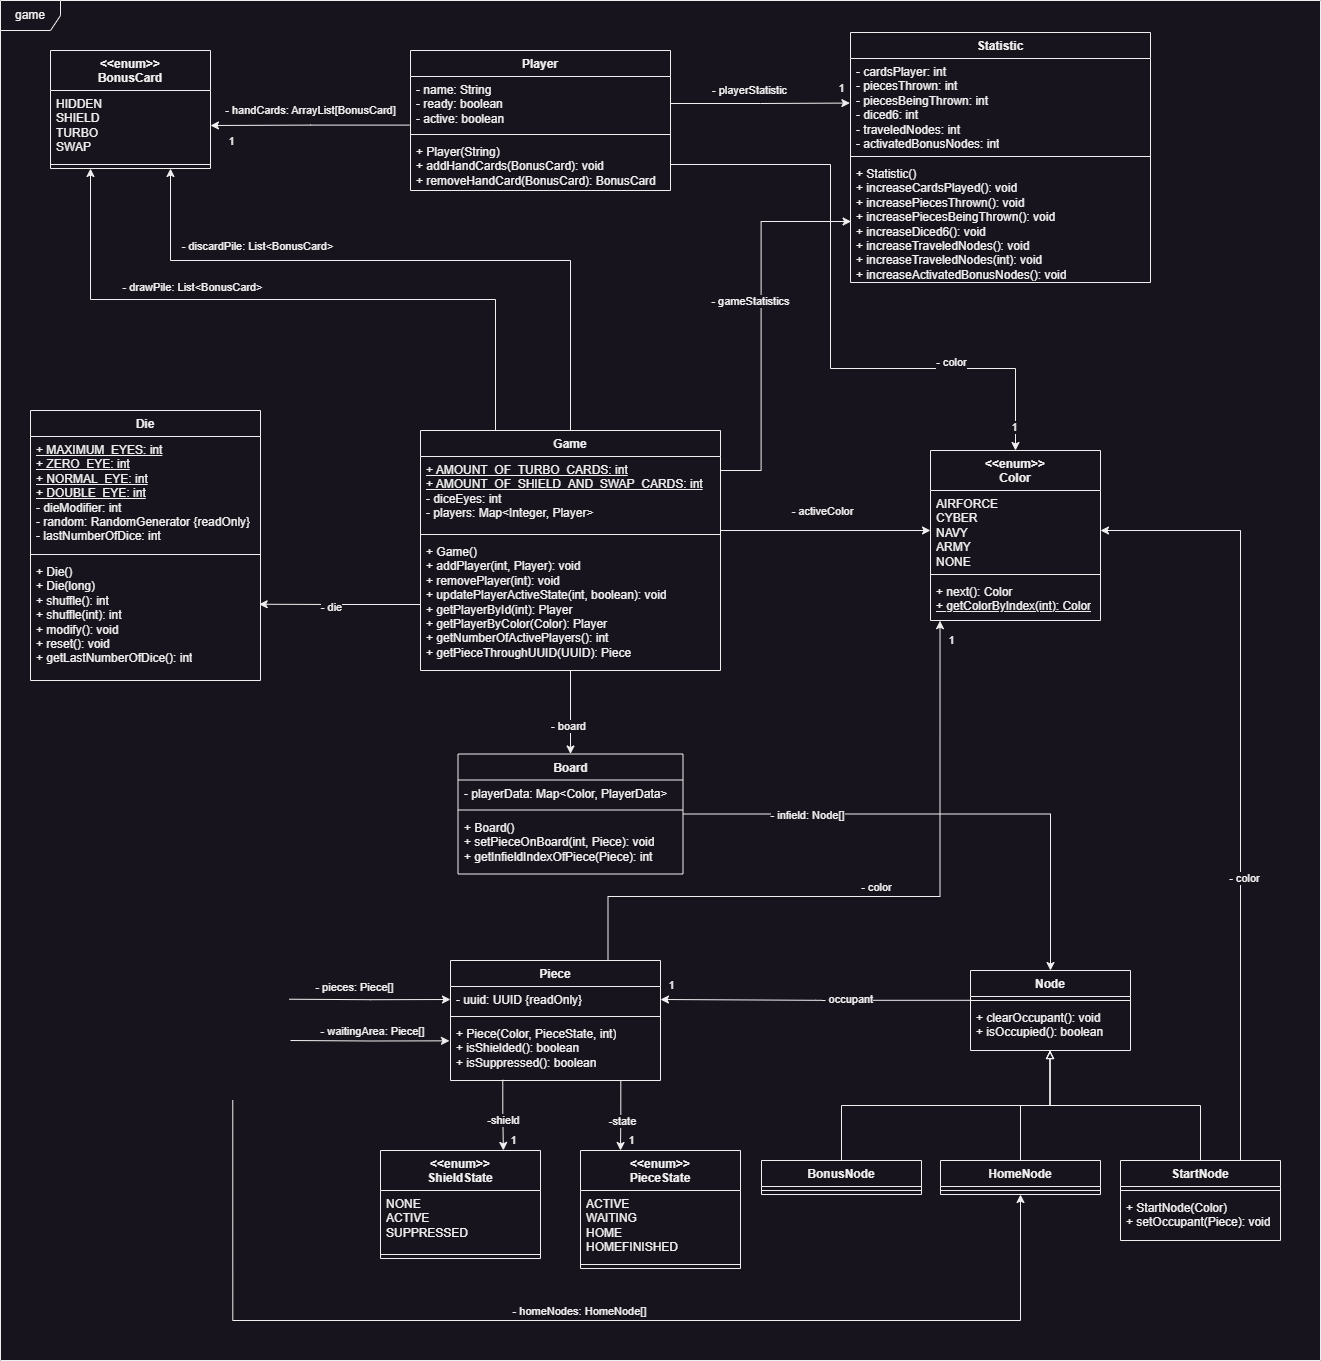 game
<<enum>>
BonusCard
HIDDEN
SHIELD
TURBO
SWAP
- handCards: ArrayList[BonusCard]
1
Player
- name: String
- ready: boolean
- active: boolean
+ Player(String)
+ addHandCards(BonusCard): void
+ removeHandCard(BonusCard): BonusCard
- playerStatistic
1
Statistic
- cardsPlayer: int
- piecesThrown: int
- piecesBeingThrown: int
- diced6: int
- traveledNodes: int
- activatedBonusNodes: int
+ Statistic()
+ increaseCardsPlayed(): void
+ increasePiecesThrown(): void
+ increasePiecesBeingThrown(): void
+ increaseDiced6(): void
+ increaseTraveledNodes(): void
+ increaseTraveledNodes(int): void
+ increaseActivatedBonusNodes(): void
- discardPile: List<BonusCard>
- drawPile: List<BonusCard>
- gameStatistics
- color
1
Die
+ MAXIMUM_EYES: int
+ ZERO_EYE: int
+ NORMAL_EYE: int
+ DOUBLE_EYE: int
- dieModifier: int
- random: RandomGenerator {readOnly}
- lastNumberOfDice: int
+ Die()
+ Die(long)
+ shuffle(): int
+ shuffle(int): int
+ modify(): void
+ reset(): void
+ getLastNumberOfDice(): int
- die
Game
+ AMOUNT_OF_TURBO_CARDS: int
+ AMOUNT_OF_SHIELD_AND_SWAP_CARDS: int
- diceEyes: int
- players: Map<Integer, Player>
+ Game()
+ addPlayer(int, Player): void
+ removePlayer(int): void
+ updatePlayerActiveState(int, boolean): void
+ getPlayerById(int): Player
+ getPlayerByColor(Color): Player
+ getNumberOfActivePlayers(): int
+ getPieceThroughUUID(UUID): Piece
- activeColor
<<enum>>
Color
AIRFORCE
CYBER
NAVY
ARMY
NONE
+ next(): Color
+ getColorByIndex(int): Color
1
- board
Board
- playerData: Map<Color, PlayerData>
+ Board()
+ setPieceOnBoard(int, Piece): void
+ getInfieldIndexOfPiece(Piece): int
- infield: Node[]
- color
- color
- pieces: Piece[]
- waitingArea: Piece[]
Piece
- uuid: UUID {readOnly}
+ Piece(Color, PieceState, int)
+ isShielded(): boolean
+ isSuppressed(): boolean
1
occupant
Node
+ clearOccupant(): void
+ isOccupied(): boolean
-shield
1
-state
1
<<enum>>
ShieldState
NONE
ACTIVE
SUPPRESSED
<<enum>>
PieceState
ACTIVE
WAITING
HOME
HOMEFINISHED
BonusNode
HomeNode
StartNode
+ StartNode(Color)
+ setOccupant(Piece): void
- homeNodes: HomeNode[]